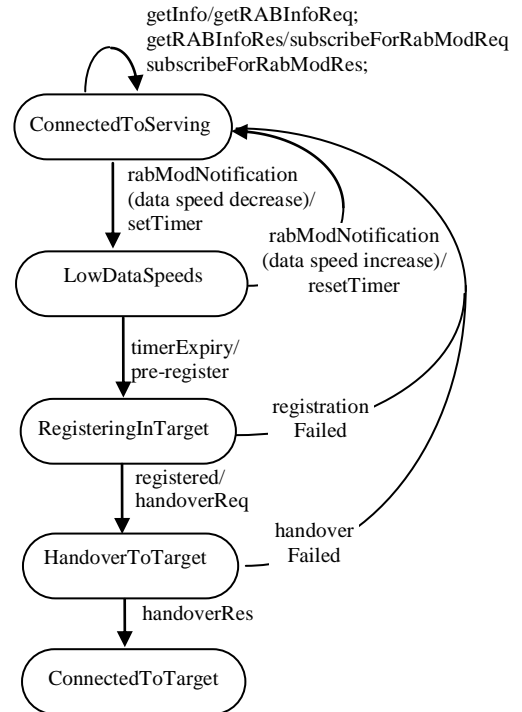 getInfo/getRABInfoReq;
getRABInfoRes/subscribeForRabModReq
subscribeForRabModRes;
ConnectedToServing
rabModNotification
(data speed decrease)/
setTimer
rabModNotification
(data speed increase)/
resetTimer
LowDataSpeeds
timerExpiry/
pre-register
RegisteringInTarget
registration
Failed
registered/
handoverReq
HandoverToTarget
handover
Failed
handoverRes
ConnectedToTarget